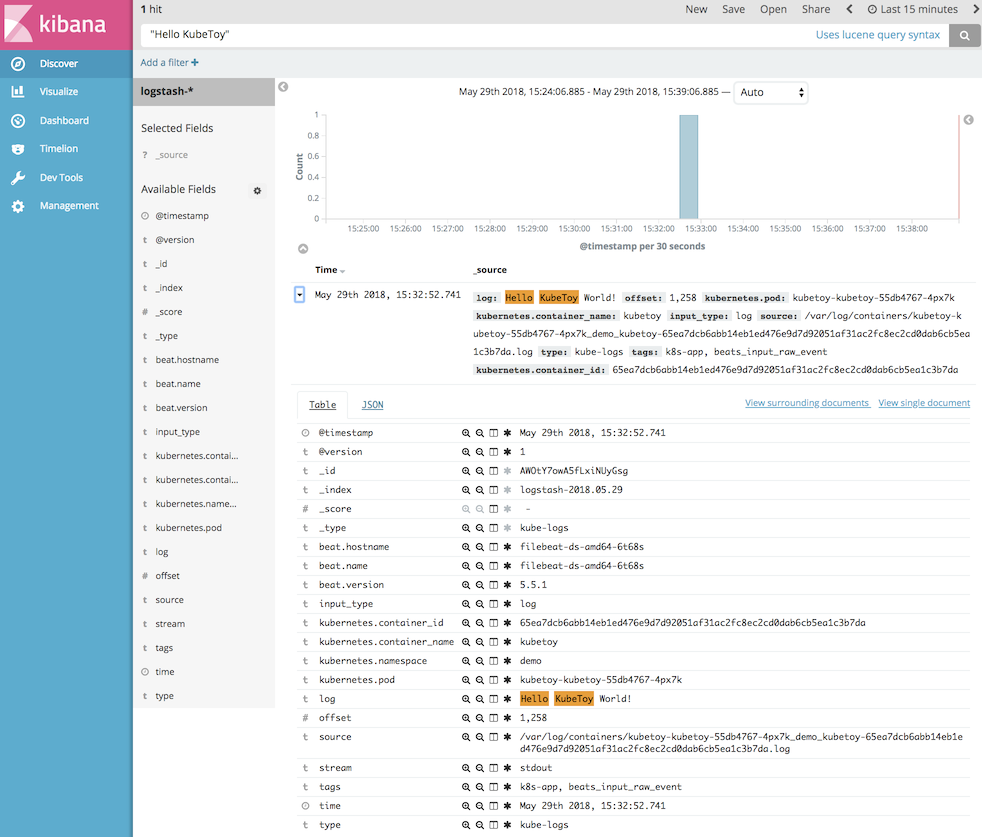 kibana
Discover
Visualize
Dashboard
Timelion
Dev Tools
Management
1 hit
New Save Open Share Last 15 minutes
"Hello KubeToy" Uses lucene query syntax
Add a filter +
logstash-*
Selected Fields
? _source
Available Fields
@timestamp
t @version
t _id
t _index
# _score
t _type
t beat.hostname
t beat.name
t beat.version
t input_type
t kubernetes.contai...
t kubernetes.contai...
t kubernetes.name...
t kubernetes.pod
t log
# offset
t source
t stream
t tags
time
t type
May 29th 2018, 15:24:06.885 - May 29th 2018, 15:39:06.885 — Auto
Count
1
0.8
0.6
0.4
0.2
0
15:25:00 15:26:00 15:27:00 15:28:00 15:29:00 15:30:00 15:31:00 15:32:00 15:33:00 15:34:00 15:35:00 15:36:00 15:37:00 15:38:00
@timestamp per 30 seconds
Time _source
May 29th 2018, 15:32:52.741 log: Hello KubeToy World! offset: 1,258 kubernetes.pod: kubetoy-kubetoy-55db4767-4px7k
kubernetes.container_name: kubetoy input_type: log source: /var/log/containers/kubetoy-k
ubetoy-55db4767-4px7k_demo_kubetoy-65ea7dcb6abb14eb1ed476e9d7d92051af31ac2fc8ec2cd0dab6cb5ea
1c3b7da.log type: kube-logs tags: k8s-app, beats_input_raw_event
kubernetes.container_id: 65ea7dcb6abb14eb1ed476e9d7d92051af31ac2fc8ec2cd0dab6cb5ea1c3b7da
Table JSON View surrounding documents View single document
@timestamp May 29th 2018, 15:32:52.741
t @version 1
t _id AWOtY7owA5fLxiNUyGsg
t _index logstash-2018.05.29
# _score -
t _type kube-logs
t beat.hostname filebeat-ds-amd64-6t68s
t beat.name filebeat-ds-amd64-6t68s
t beat.version 5.5.1
t input_type log
t kubernetes.container_id 65ea7dcb6abb14eb1ed476e9d7d92051af31ac2fc8ec2cd0dab6cb5ea1c3b7da
t kubernetes.container_name kubetoy
t kubernetes.namespace demo
t kubernetes.pod kubetoy-kubetoy-55db4767-4px7k
t log Hello KubeToy World!
# offset 1,258
t source /var/log/containers/kubetoy-kubetoy-55db4767-4px7k_demo_kubetoy-65ea7dcb6abb14eb1e
d476e9d7d92051af31ac2fc8ec2cd0dab6cb5ea1c3b7da.log
t stream stdout
t tags k8s-app, beats_input_raw_event
time May 29th 2018, 15:32:52.741
t type kube-logs